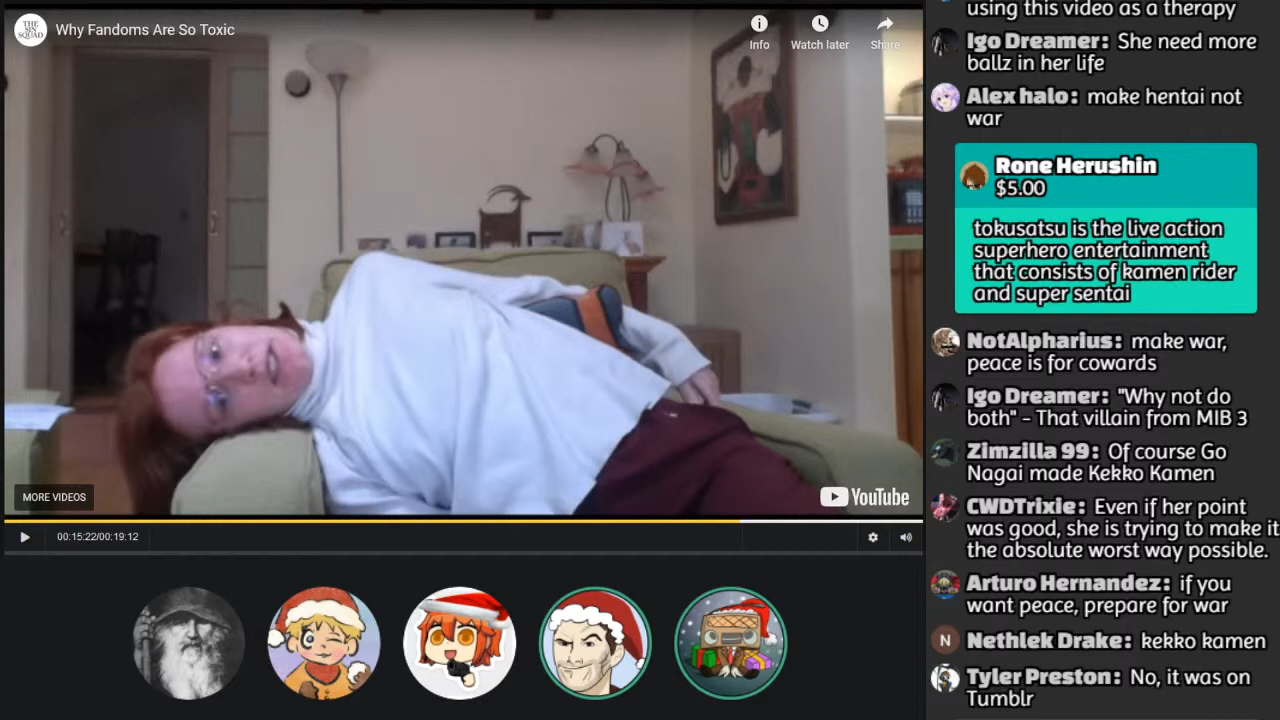 THE
SIN
SQUAD
Why Fandoms Are So Toxic
Info
Watch later
Share
MORE VIDEOS
YouTube
00:15:22/00:19:12
using this video as a therapy
Igo Dreamer: She need more
ballz in her life
Alex halo: make hentai not
war
Rone Herushin
$5.00
tokusatsu is the live action
superhero entertainment
that consists of kamen rider
and super sentai
NotAlpharius: make war,
peace is for cowards
Igo Dreamer: "Why not do
both" - That villain from MIB 3
Zimzilla 99: Of course Go
Nagai made Kekko Kamen
CWDTrixie: Even if her point
was good, she is trying to make it
the absolute worst way possible.
Arturo Hernandez: if you
want peace, prepare for war
N
Nethlek Drake: kekko kamen
Tyler Preston: No, it was on
Tumblr